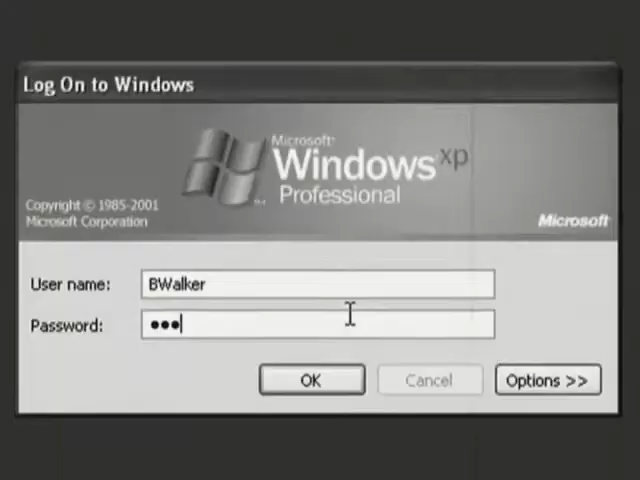 Log On to Windows
Microsoft®
Windows xp
Professional
Copyright © 1985-2001
Microsoft Corporation
Microsoft
User name: BWalker
Password: ●●●
OK Cancel Options >>